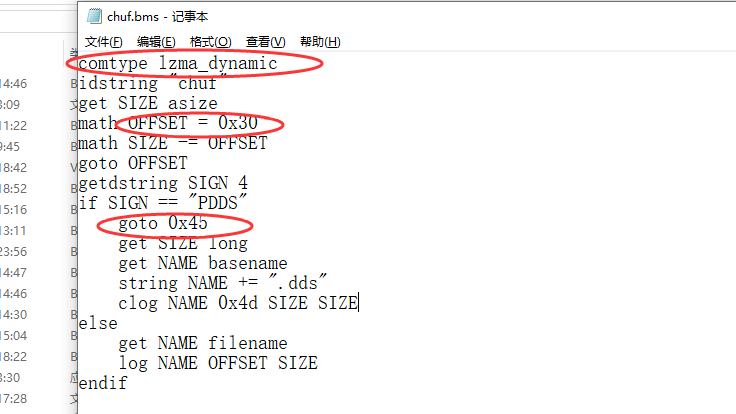 chuf.bms - 记事本
文件(F) 编辑(E) 格式(O) 查看(V) 帮助(H)
comtype lzma_dynamic
idstring "chuf"
get SIZE asize
math OFFSET = 0x30
math SIZE -= OFFSET
goto OFFSET
getdstring SIGN 4
if SIGN == "PDDS"
    goto 0x45
    get SIZE long
    get NAME basename
    string NAME += ".dds"
    clog NAME 0x4d SIZE SIZE
else
    get NAME filename
    log NAME OFFSET SIZE
endif
14:46
3:09
11:22
9:45
18:42
18:52
15:16
13:11
23:56
14:47
14:46
14:30
15:04
18:22
3:30
17:28